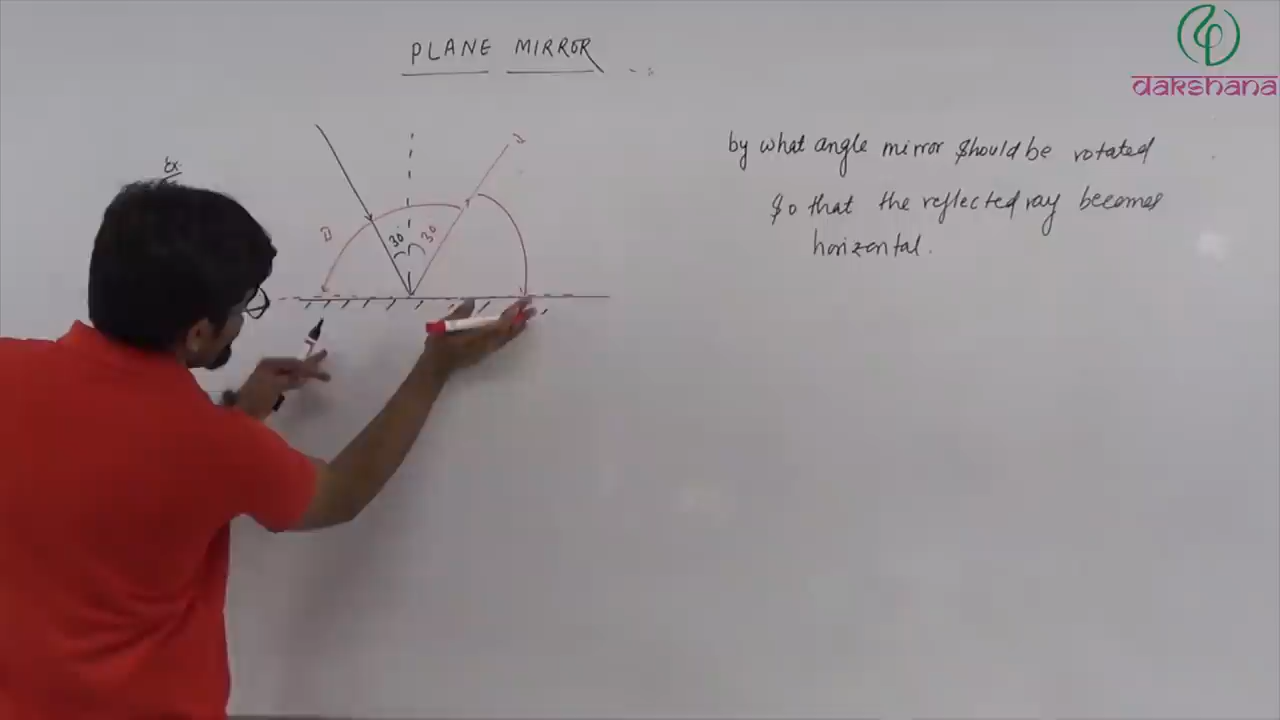 PLANE MIRROR
dakshana
Ex.
by what angle mirror should be rotated
so that the reflected ray becomes
horizontal.
30°
30